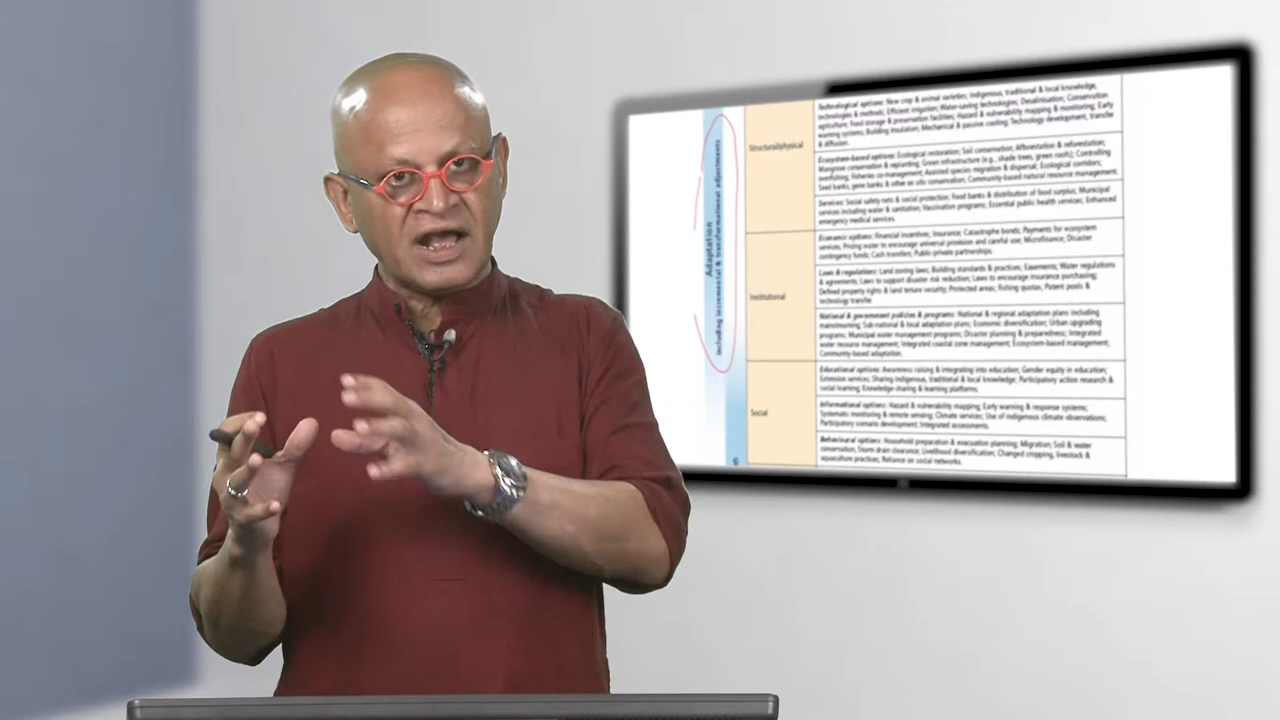 Adaptation
including incremental & transformational adjustments
Structural/physical
Technological options: New crop & animal varieties; Indigenous, traditional & local knowledge,
technologies & methods; Efficient irrigation; Water-saving technologies; Desalinisation; Conservation
agriculture; Food storage & preservation facilities; Hazard & vulnerability mapping & monitoring; Early
warning systems; Building insulation; Mechanical & passive cooling; Technology development, transfer
& diffusion.
Ecosystem-based options: Ecological restoration; Soil conservation; Afforestation & reforestation;
Mangrove conservation & replanting; Green infrastructure (e.g., shade trees, green roofs); Controlling
overfishing; Fisheries co-management; Assisted species migration & dispersal; Ecological corridors;
Seed banks, gene banks & other ex situ conservation; Community-based natural resource management.
Services: Social safety nets & social protection; Food banks & distribution of food surplus; Municipal
services including water & sanitation; Vaccination programs; Essential public health services; Enhanced
emergency medical services.
Institutional
Economic options: Financial incentives; Insurance; Catastrophe bonds; Payments for ecosystem
services; Pricing water to encourage universal provision and careful use; Microfinance; Disaster
contingency funds; Cash transfers; Public-private partnerships.
Laws & regulations: Land zoning laws; Building standards & practices; Easements; Water regulations
& agreements; Laws to support disaster risk reduction; Laws to encourage insurance purchasing;
Defined property rights & land tenure security; Protected areas; Fishing quotas; Patent pools &
technology transfer.
National & government policies & programs: National & regional adaptation plans including
mainstreaming; Sub-national & local adaptation plans; Economic diversification; Urban upgrading
programs; Municipal water management programs; Disaster planning & preparedness; Integrated
water resource management; Integrated coastal zone management; Ecosystem-based management;
Community-based adaptation.
Social
Educational options: Awareness raising & integrating into education; Gender equity in education;
Extension services; Sharing indigenous, traditional & local knowledge; Participatory action research &
social learning; Knowledge-sharing & learning platforms.
Informational options: Hazard & vulnerability mapping; Early warning & response systems;
Systematic monitoring & remote sensing; Climate services; Use of indigenous climate observations;
Participatory scenario development; Integrated assessments.
Behavioural options: Household preparation & evacuation planning; Migration; Soil & water
conservation; Storm drain clearance; Livelihood diversification; Changed cropping, livestock &
aquaculture practices; Reliance on social networks.